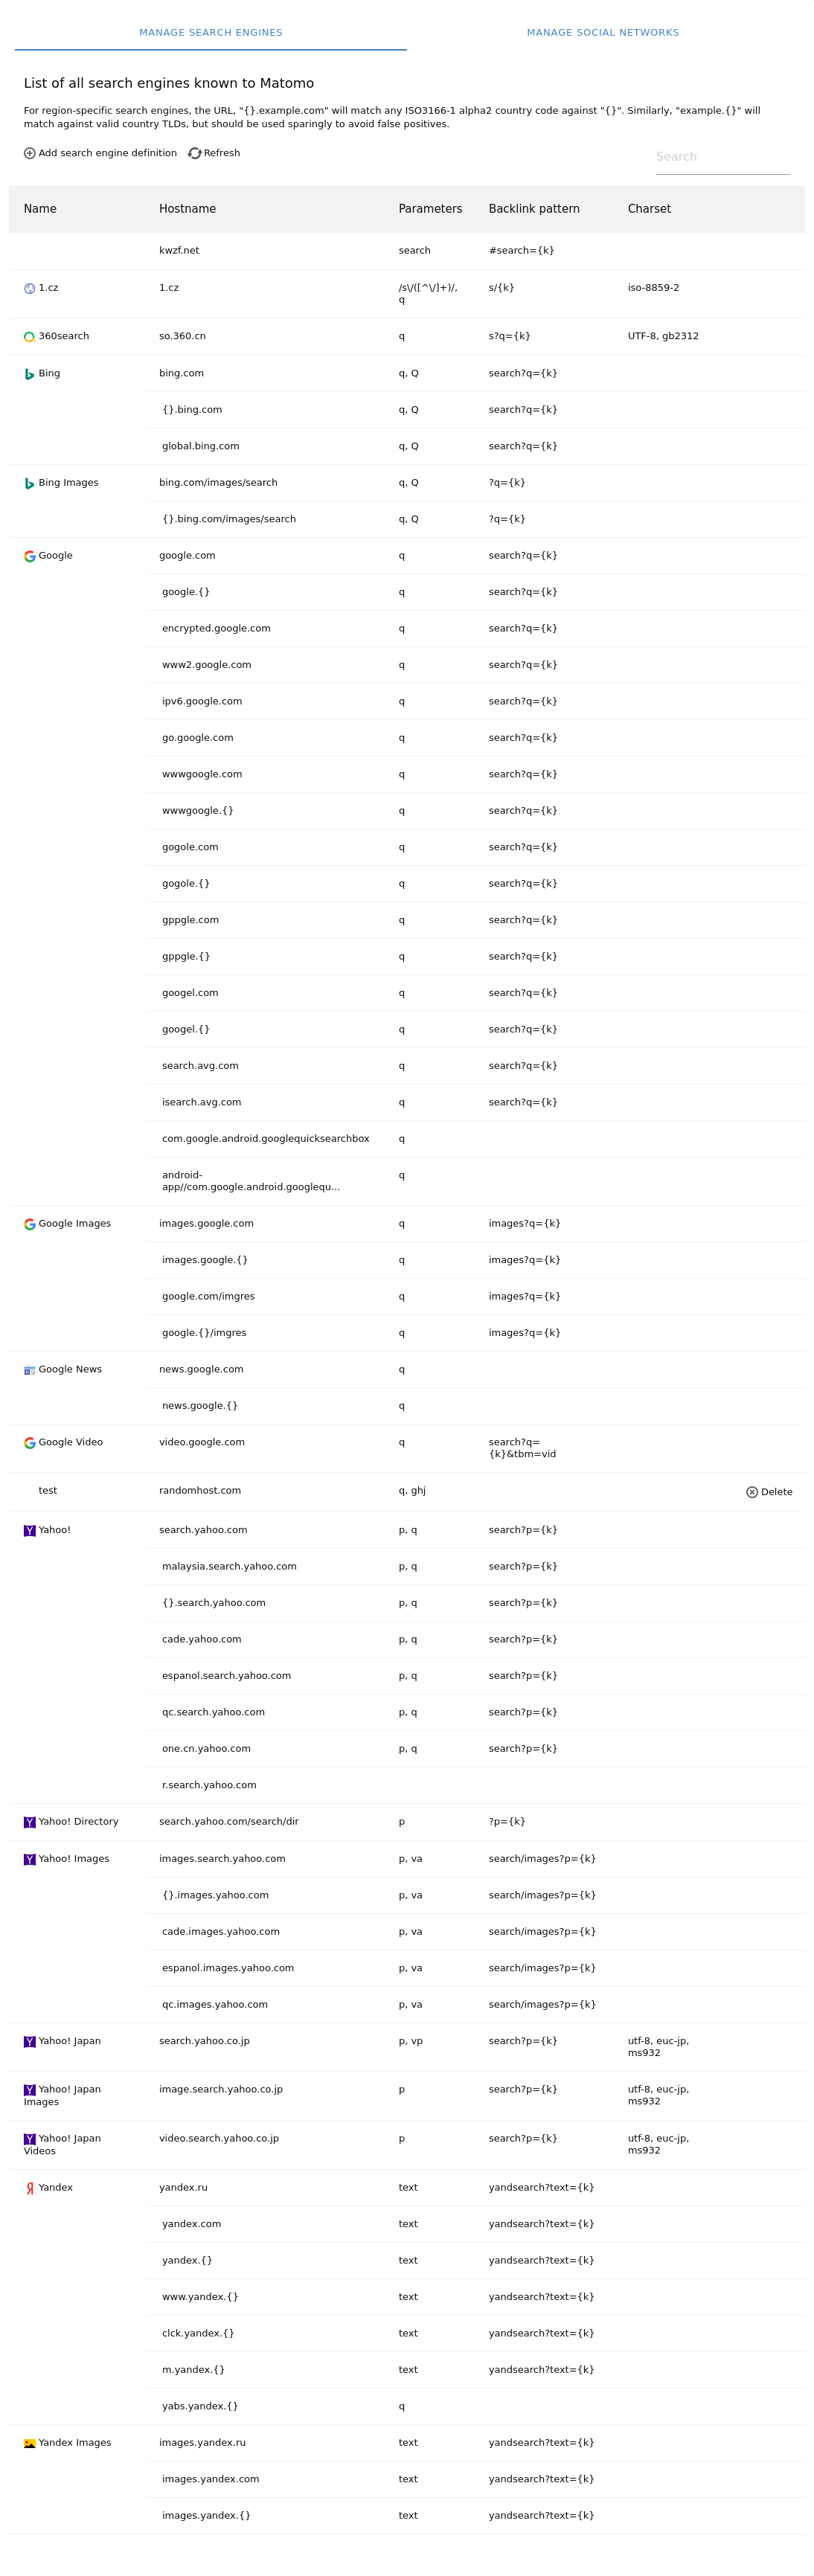 MANAGE SEARCH ENGINES MANAGE SOCIAL NETWORKS
List of all search engines known to Matomo
For region-specific search engines, the URL, "{}.example.com" will match any ISO3166-1 alpha2 country code against "{}". Similarly, "example.{}" will
match against valid country TLDs, but should be used sparingly to avoid false positives.
Add search engine definition Refresh Search
Name Hostname Parameters Backlink pattern Charset
kwzf.net search #search={k}
1.cz 1.cz /s\/([^\/]+)/, s/{k} iso-8859-2
q
360search so.360.cn q s?q={k} UTF-8, gb2312
Bing bing.com q, Q search?q={k}
{}.bing.com q, Q search?q={k}
global.bing.com q, Q search?q={k}
Bing Images bing.com/images/search q, Q ?q={k}
{}.bing.com/images/search q, Q ?q={k}
Google google.com q search?q={k}
google.{} q search?q={k}
encrypted.google.com q search?q={k}
www2.google.com q search?q={k}
ipv6.google.com q search?q={k}
go.google.com q search?q={k}
wwwgoogle.com q search?q={k}
wwwgoogle.{} q search?q={k}
gogole.com q search?q={k}
gogole.{} q search?q={k}
gppgle.com q search?q={k}
gppgle.{} q search?q={k}
googel.com q search?q={k}
googel.{} q search?q={k}
search.avg.com q search?q={k}
isearch.avg.com q search?q={k}
com.google.android.googlequicksearchbox q
android- q
app//com.google.android.googlequ...
Google Images images.google.com q images?q={k}
images.google.{} q images?q={k}
google.com/imgres q images?q={k}
google.{}/imgres q images?q={k}
Google News news.google.com q
news.google.{} q
Google Video video.google.com q search?q=
{k}&tbm=vid
test randomhost.com q, ghj Delete
Yahoo! search.yahoo.com p, q search?p={k}
malaysia.search.yahoo.com p, q search?p={k}
{}.search.yahoo.com p, q search?p={k}
cade.yahoo.com p, q search?p={k}
espanol.search.yahoo.com p, q search?p={k}
qc.search.yahoo.com p, q search?p={k}
one.cn.yahoo.com p, q search?p={k}
r.search.yahoo.com
Yahoo! Directory search.yahoo.com/search/dir p ?p={k}
Yahoo! Images images.search.yahoo.com p, va search/images?p={k}
{}.images.yahoo.com p, va search/images?p={k}
cade.images.yahoo.com p, va search/images?p={k}
espanol.images.yahoo.com p, va search/images?p={k}
qc.images.yahoo.com p, va search/images?p={k}
Yahoo! Japan search.yahoo.co.jp p, vp search?p={k} utf-8, euc-jp,
ms932
Yahoo! Japan image.search.yahoo.co.jp p search?p={k} utf-8, euc-jp,
Images ms932
Yahoo! Japan video.search.yahoo.co.jp p search?p={k} utf-8, euc-jp,
Videos ms932
Yandex yandex.ru text yandsearch?text={k}
yandex.com text yandsearch?text={k}
yandex.{} text yandsearch?text={k}
www.yandex.{} text yandsearch?text={k}
clck.yandex.{} text yandsearch?text={k}
m.yandex.{} text yandsearch?text={k}
yabs.yandex.{} q
Yandex Images images.yandex.ru text yandsearch?text={k}
images.yandex.com text yandsearch?text={k}
images.yandex.{} text yandsearch?text={k}